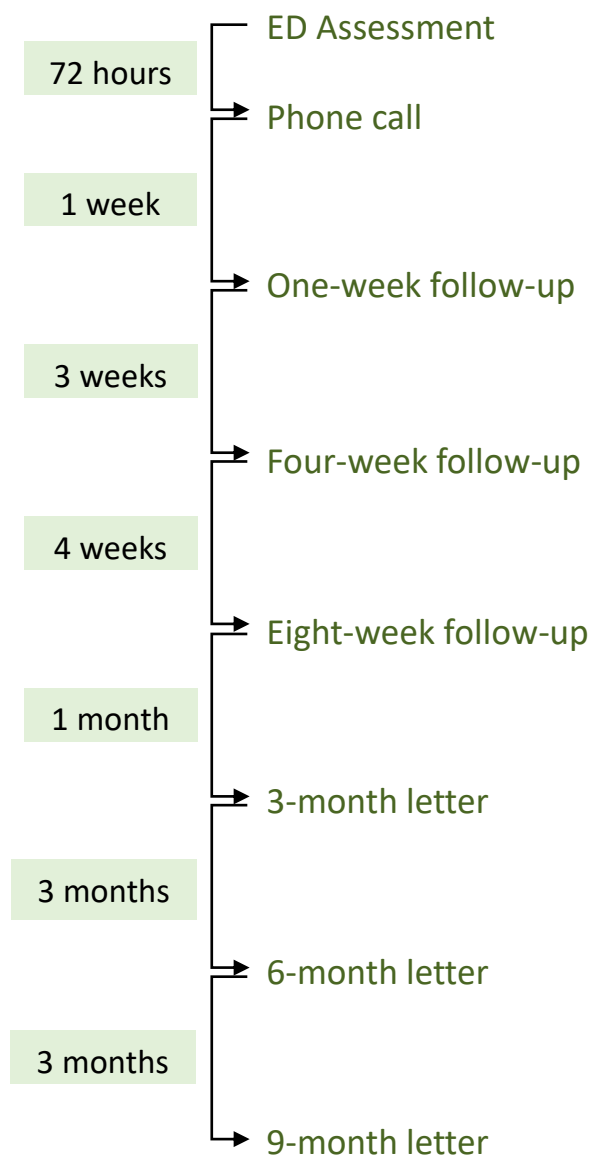 ED Assessment
72 hours
Phone call
1 week
One-week follow-up
3 weeks
Four-week follow-up
4 weeks
Eight-week follow-up
1 month
3-month letter
3 months
6-month letter
3 months
9-month letter